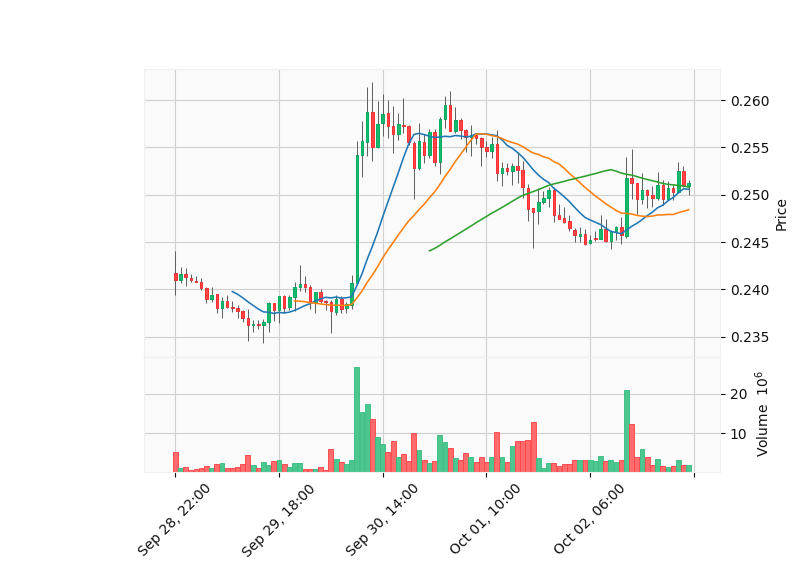 0.260
0.255
0.250
0.245
0.240
0.235
Price
20
10
Volume 10^6
Sep 28, 22:00
Sep 29, 18:00
Sep 30, 14:00
Oct 01, 10:00
Oct 02, 06:00